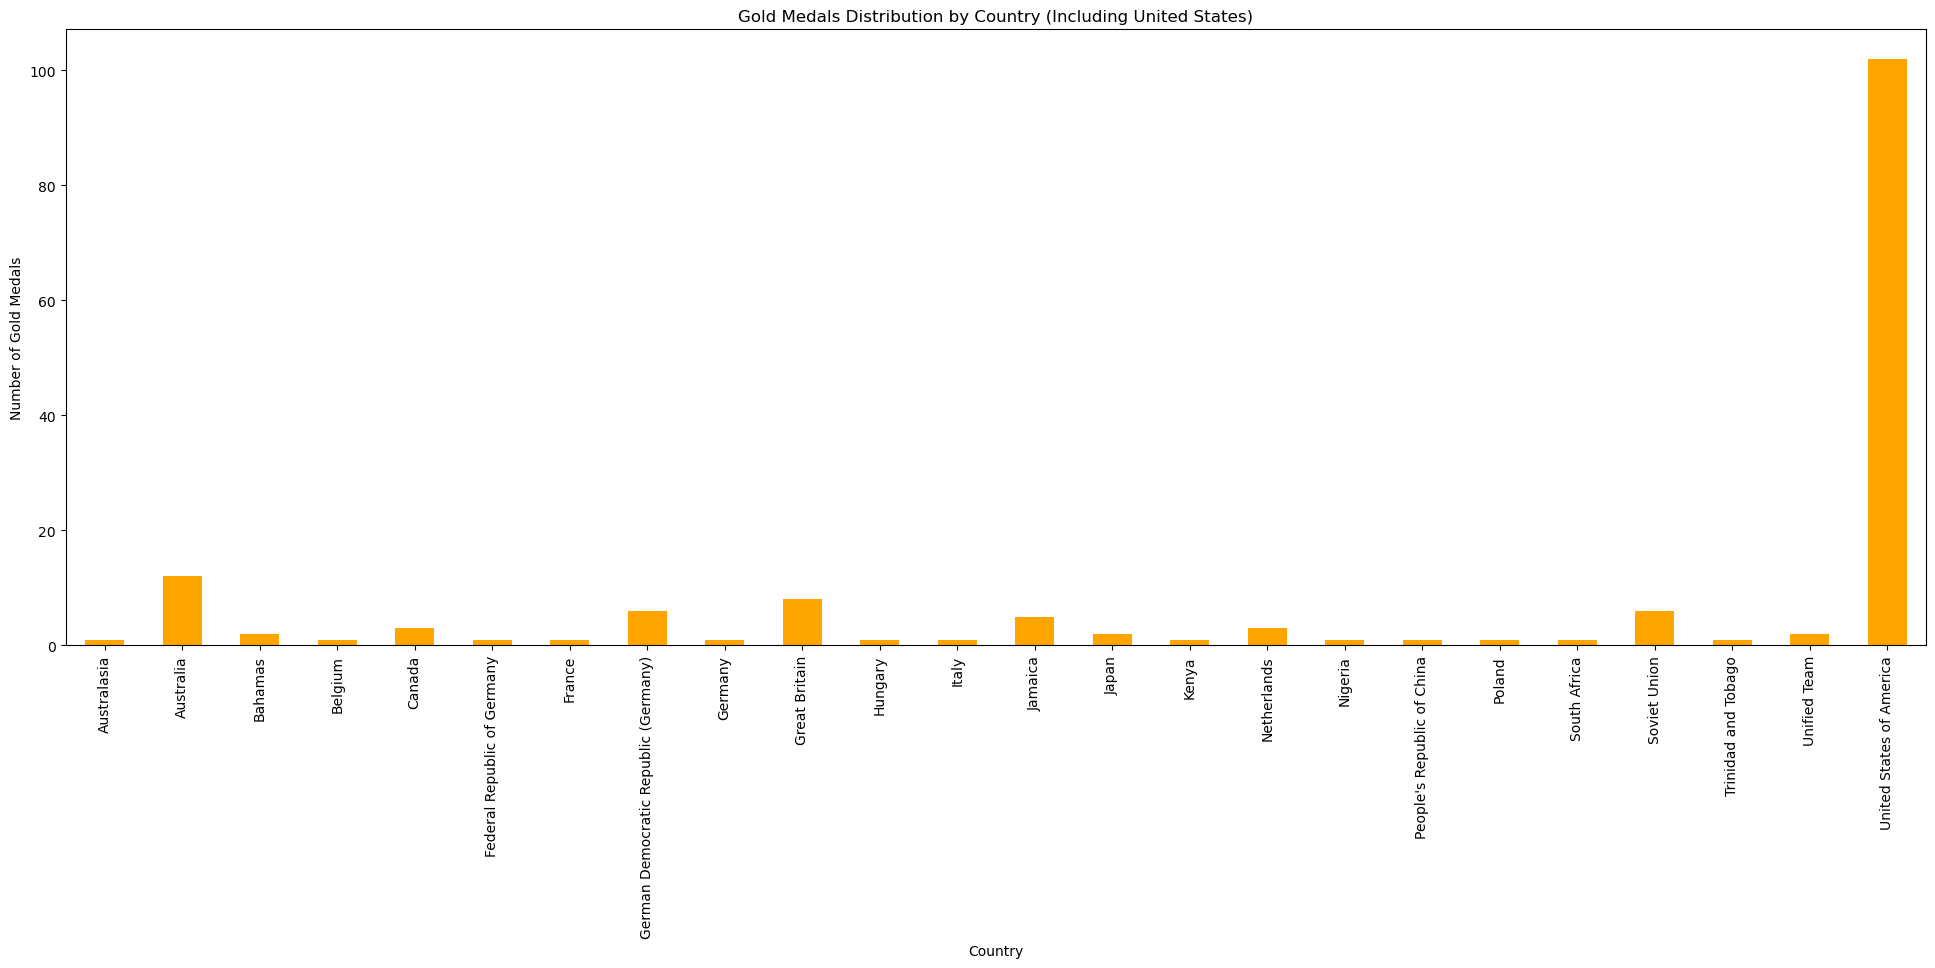 Gold Medals Distribution by Country (Including United States)
Number of Gold Medals
100
80
60
40
20
0
Australasia
Australia
Bahamas
Belgium
Canada
Federal Republic of Germany
France
German Democratic Republic (Germany)
Germany
Great Britain
Hungary
Italy
Jamaica
Japan
Kenya
Netherlands
Nigeria
People's Republic of China
Poland
South Africa
Soviet Union
Trinidad and Tobago
Unified Team
United States of America
Country